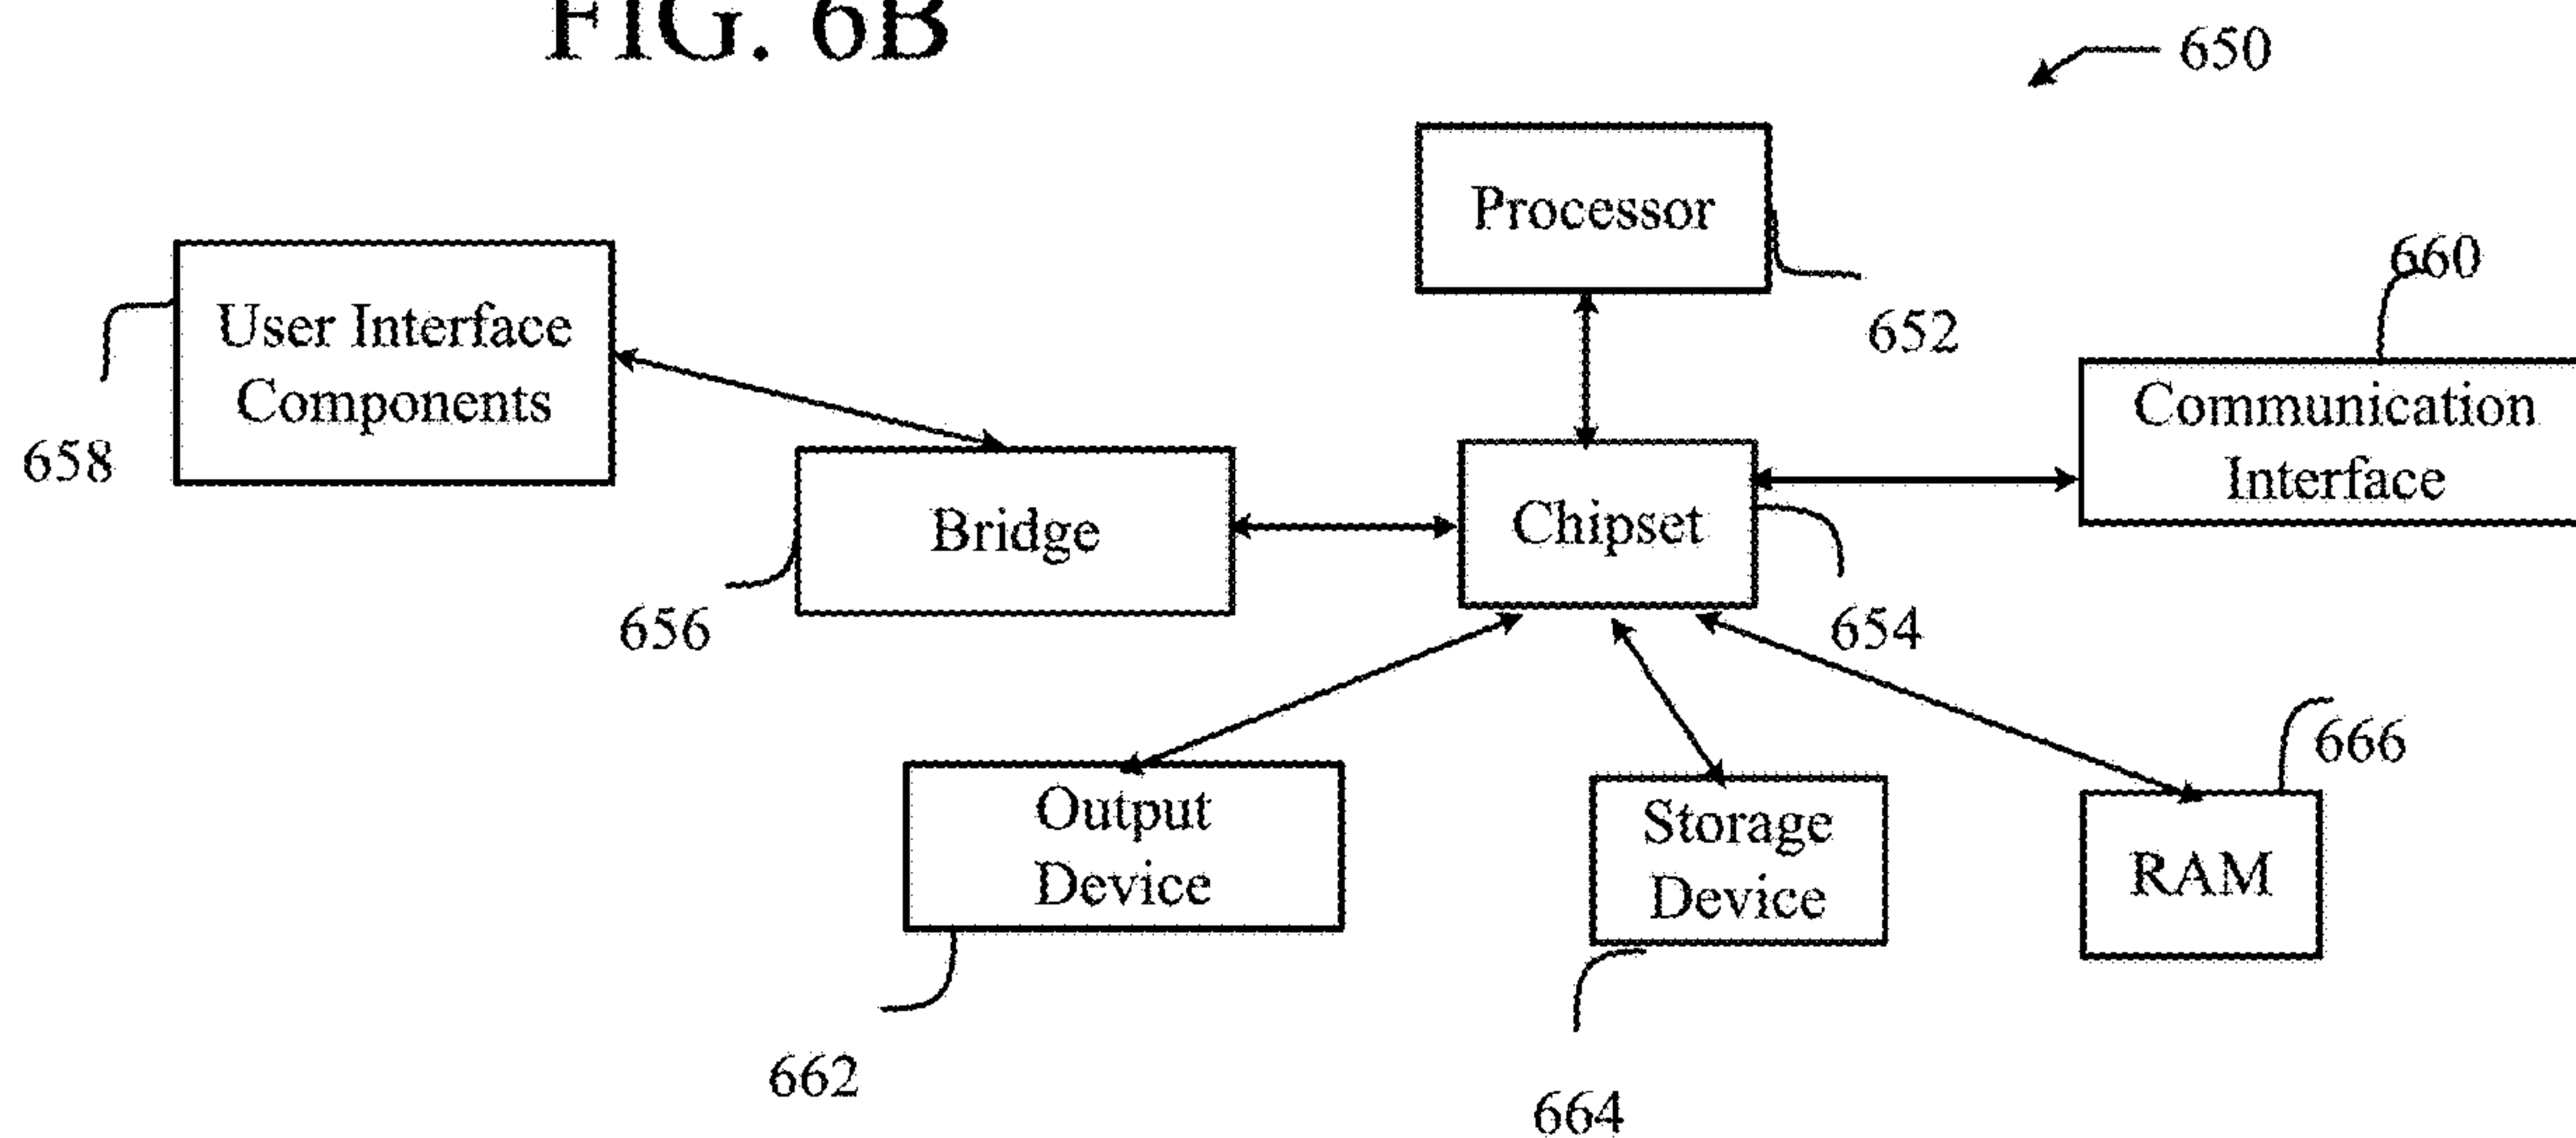 FIG. 6B
650
Processor
652
660
User Interface
Components
658
Communication
Interface
Bridge
656
Chipset
654
666
Output
Device
662
Storage
Device
664
RAM